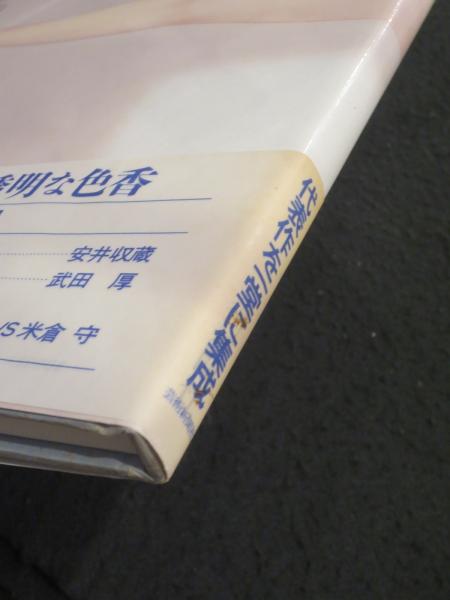 透明な色香
安井収蔵
武田 厚
VS 米倉 守
代表作を一堂に集成